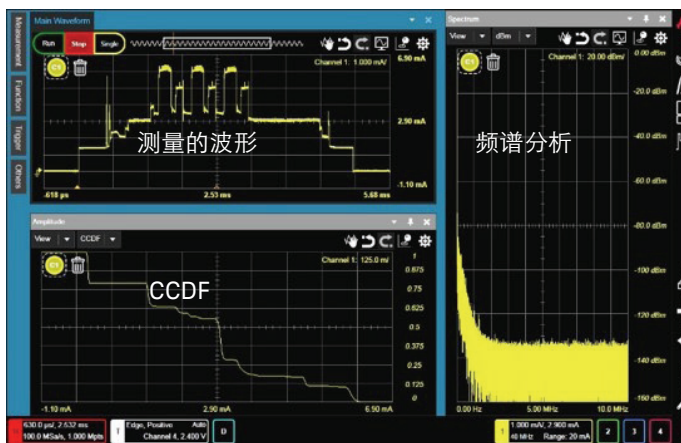 Main Waveform
Run
Stop
Single
C1
Channel 1: 1.000 mA/
6.90 mA
2.90 mA
-1.10 mA
测量的波形
-618 µs
2.53 ms
5.68 ms
Measurement
Function
Trigger
Others
Amplitude
View
CCDF
C1
Channel 1: 125.0 m/
1
0.875
0.75
0.625
0.5
0.375
0.25
0.125
0
CCDF
-1.10 mA
2.90 mA
6.90 mA
Spectrum
View
dBm
C1
Channel 1: 20.00 dBm/
0.00 dBm
-20.0 dBm
频谱分析
-60.0 dBm
-80.0 dBm
-100 dBm
-120 dBm
-150 dBm
0.00 Hz
5.00 MHz
10.0 MHz
630.0 µs/, 2.532 ms
100.0 MSa/s, 1.000 Mpts
T
Edge, Positive
Auto
Channel 4, 2.400 V
D
1
1.000 mA/, 2.900 mA
40 MHz
Range: 20 mA
2
3
4